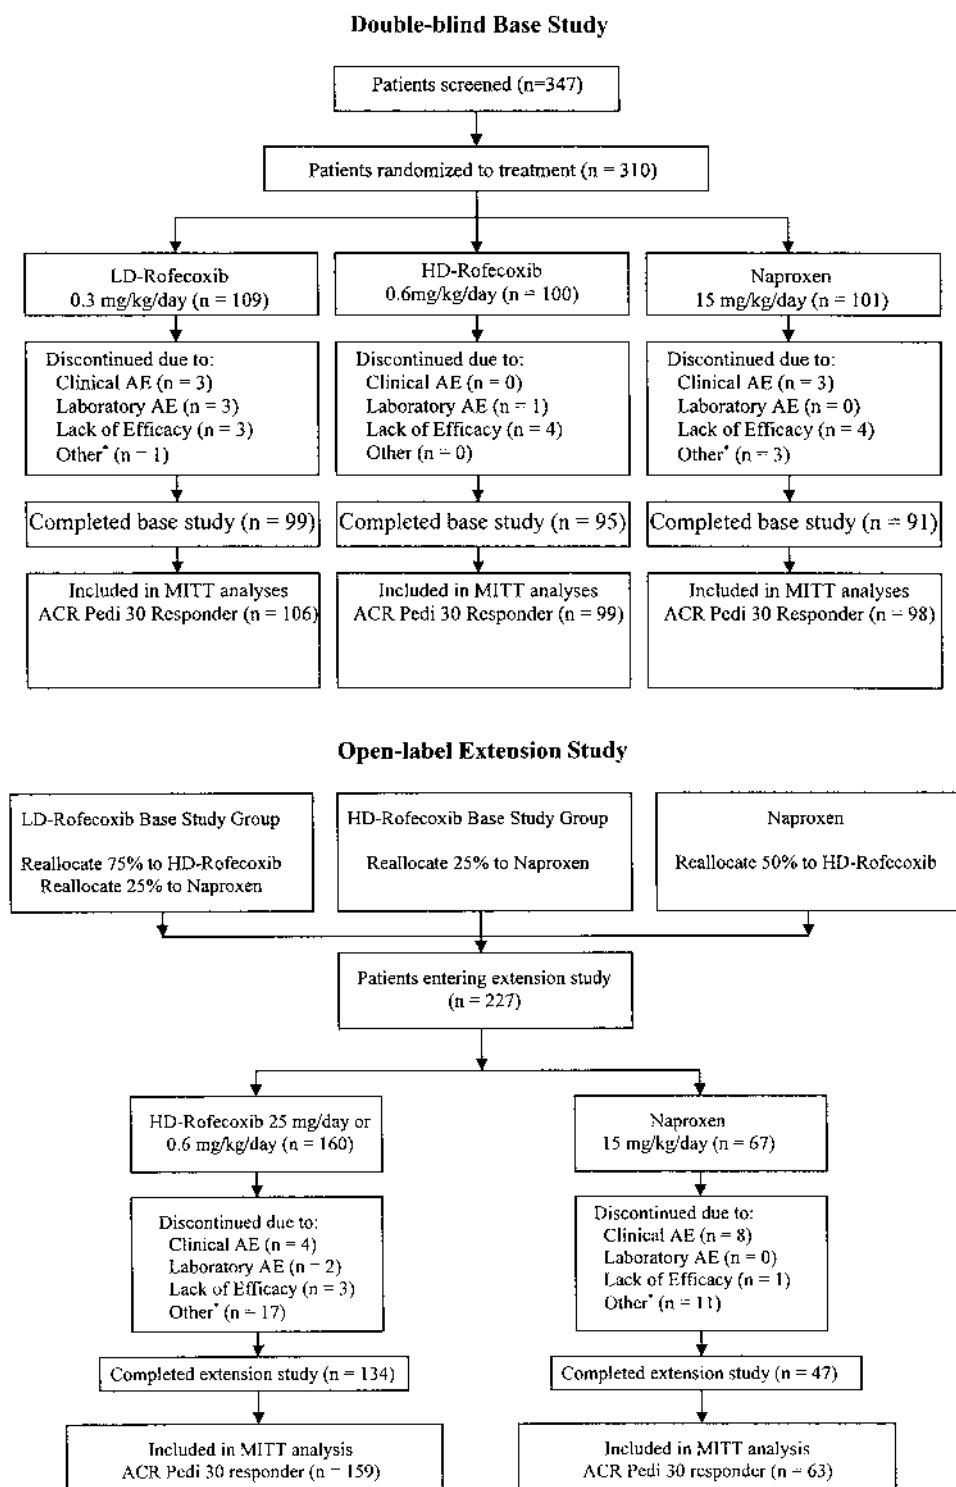 Double-blind Base Study
Patients screened (n=347)
Patients randomized to treatment (n = 310)
LD-Rofecoxib
0.3 mg/kg/day (n = 109)
HD-Rofecoxib
0.6mg/kg/day (n = 100)
Naproxen
15 mg/kg/day (n = 101)
Discontinued due to:
Clinical AE (n = 3)
Laboratory AE (n = 3)
Lack of Efficacy (n = 3)
Other* (n = 1)
Discontinued due to:
Clinical AE (n = 0)
Laboratory AE (n = 1)
Lack of Efficacy (n = 4)
Other (n = 0)
Discontinued due to:
Clinical AE (n = 3)
Laboratory AE (n = 0)
Lack of Efficacy (n = 4)
Other* (n = 3)
Completed base study (n = 99)
Completed base study (n = 95)
Completed base study (n = 91)
Included in MITT analyses
ACR Pedi 30 Responder (n = 106)
Included in MITT analyses
ACR Pedi 30 Responder (n = 99)
Included in MITT analyses
ACR Pedi 30 Responder (n = 98)
Open-label Extension Study
LD-Rofecoxib Base Study Group
Reallocate 75% to HD-Rofecoxib
Reallocate 25% to Naproxen
HD-Rofecoxib Base Study Group
Reallocate 25% to Naproxen
Naproxen
Reallocate 50% to HD-Rofecoxib
Patients entering extension study
(n = 227)
HD-Rofecoxib 25 mg/day or
0.6 mg/kg/day (n = 160)
Naproxen
15 mg/kg/day (n = 67)
Discontinued due to:
Clinical AE (n = 4)
Laboratory AE (n = 2)
Lack of Efficacy (n = 3)
Other* (n = 17)
Discontinued due to:
Clinical AE (n = 8)
Laboratory AE (n = 0)
Lack of Efficacy (n = 1)
Other* (n = 11)
Completed extension study (n = 134)
Completed extension study (n = 47)
Included in MITT analysis
ACR Pedi 30 responder (n = 159)
Included in MITT analysis
ACR Pedi 30 responder (n = 63)